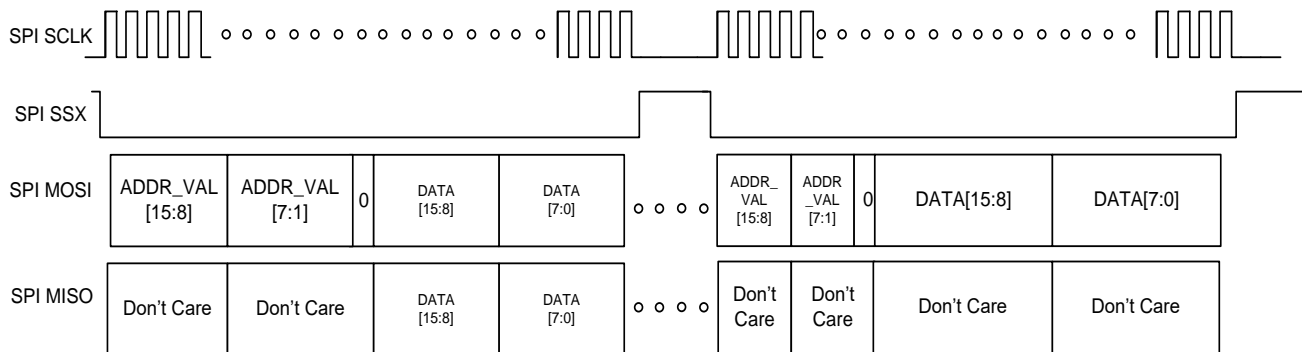 SPI SCLK
SPI SSX
SPI MOSI
ADDR_VAL
[15:8]
ADDR_VAL
[7:1]
0
DATA
[15:8]
DATA
[7:0]
ADDR_
VAL
[15:8]
ADDR
_VAL
[7:1]
0
DATA[15:8]
DATA[7:0]
SPI MISO
Don't Care
Don't Care
DATA
[15:8]
DATA
[7:0]
Don't
Care
Don't
Care
Don't Care
Don't Care